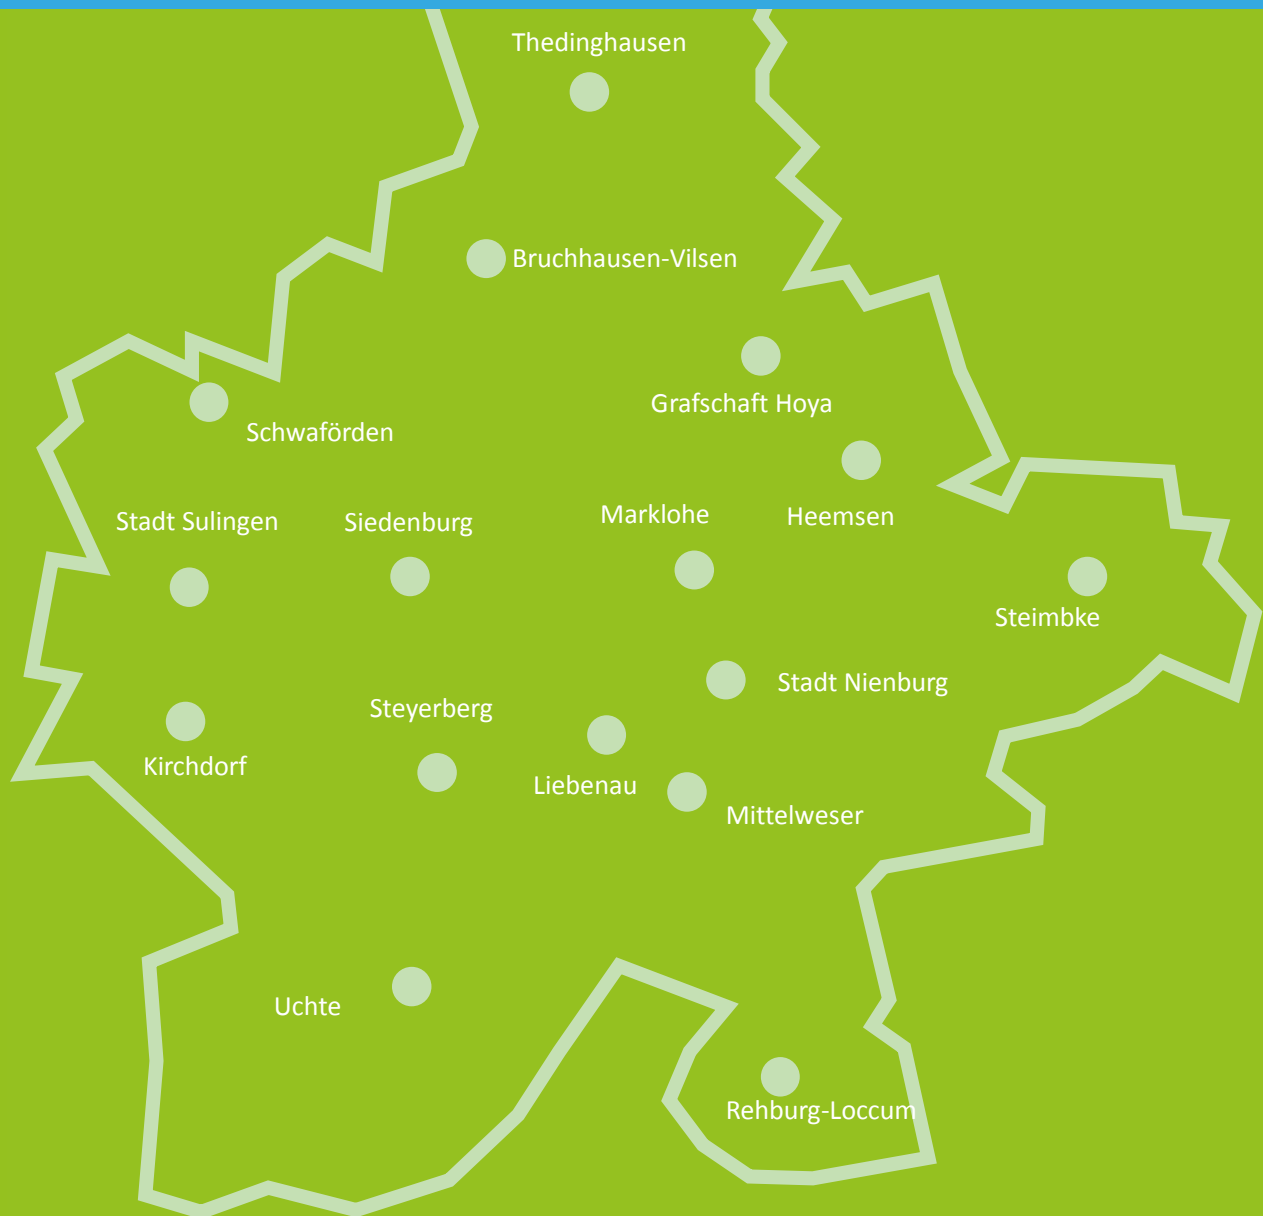 Thedinghausen
Bruchhausen-Vilsen
Grafschaft Hoya
Schwaförden
Stadt Sulingen
Siedenburg
Marklohe
Heemsen
Steimbke
Stadt Nienburg
Steyerberg
Kirchdorf
Liebenau
Mittelweser
Uchte
Rehburg-Loccum